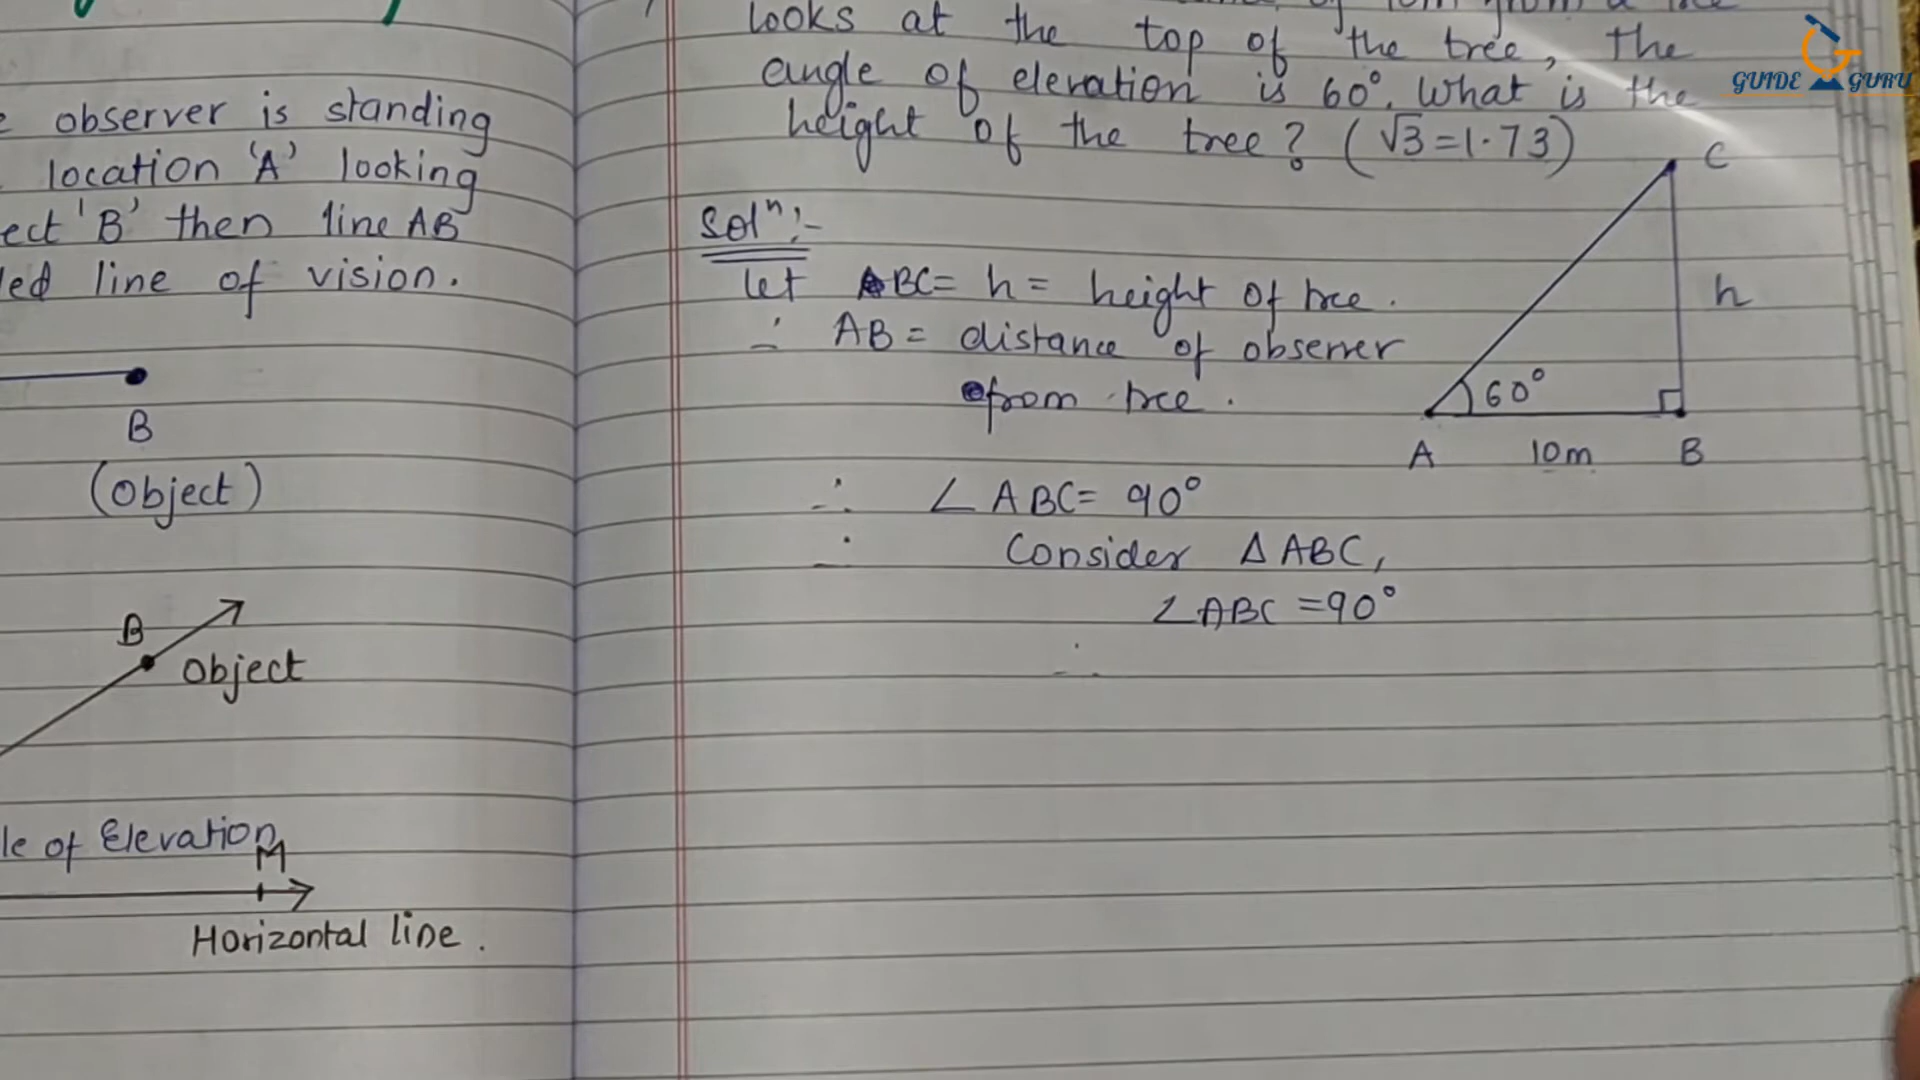 observer is standing
location 'A' looking
ect 'B' then line AB
led line of vision.
B
(Object)
B
Object
le of Elevation
M
Horizontal line.
looks at the top of the tree, the
angle of elevation is 60°. What is the
height of the tree? (√3=1.73)
Solⁿ:-
let BC= h = height of tree.
∴ AB = distance of observer
from tree.
∴ ∠ABC= 90°
∴ Consider ΔABC,
∠ABC =90°
∴
C
h
60°
A 10m B
GUIDE GURU